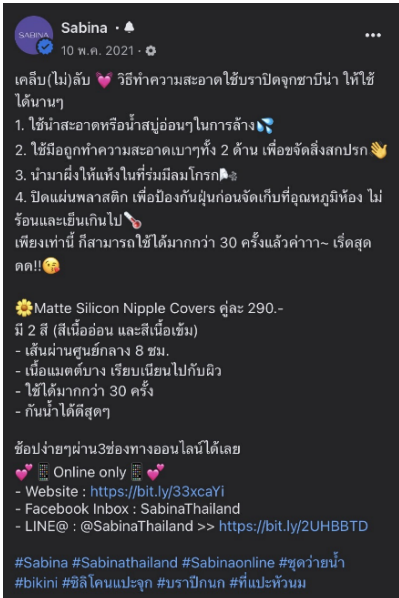 SABINA
Sabina
10 พ.ค. 2021
เคล็บ(ไม่)ลับ 💓 วิธีทำความสะอาดใช้บราปิดจุกซาบีน่า ให้ใช้
ได้นานๆ
1. ใช้น้ำสะอาดหรือน้ำสบู่อ่อนๆในการล้าง💦
2. ใช้มือถูกทำความสะอาดเบาๆทั้ง 2 ด้าน เพื่อขจัดสิ่งสกปรก👋
3. นำมาผึ่งให้แห้งในที่ร่มมีลมโกรก🌬
4. ปิดแผ่นพลาสติก เพื่อป้องกันฝุ่นก่อนจัดเก็บที่อุณหภูมิห้อง ไม่
ร้อนและเย็นเกินไป🌡
เพียงเท่านี้ ก็สามารถใช้ได้มากกว่า 30 ครั้งแล้วค่าาา~ เริ่ดสุด
ดด!!😘
🌼Matte Silicon Nipple Covers คู่ละ 290.-
มี 2 สี (สีเนื้ออ่อน และสีเนื้อเข้ม)
- เส้นผ่านศูนย์กลาง 8 ซม.
- เนื้อแมตต์บาง เรียบเนียนไปกับผิว
- ใช้ได้มากกว่า 30 ครั้ง
- กันน้ำได้ดีสุดๆ
ช้อปง่ายๆผ่าน3ช่องทางออนไลน์ได้เลย
💕📱Online only📱💕
- Website : https://bit.ly/33xcaYi
- Facebook Inbox : SabinaThailand
- LINE@ : @SabinaThailand >> https://bit.ly/2UHBBTD
#Sabina #Sabinathailand #Sabinaonline #ชุดว่ายน้ำ
#bikini #ซิลิโคนแปะจุก #บราปีกนก #ที่แปะหัวนม